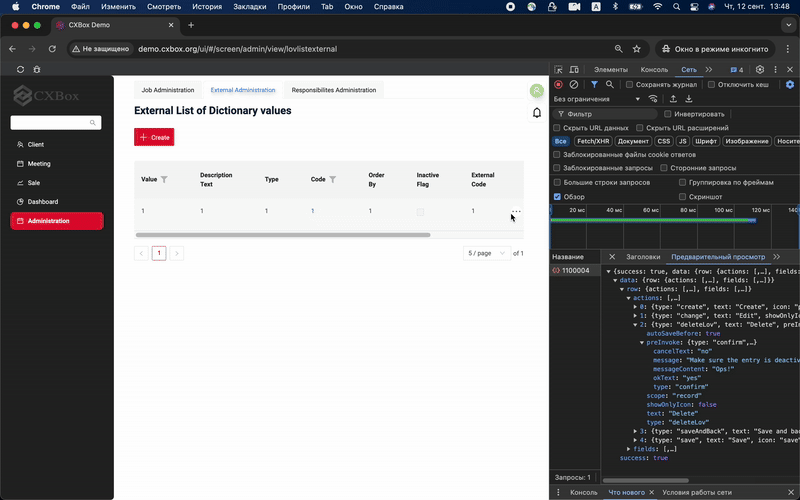 Chrome Файл Изменить Смотреть История Закладки Профили Tab Окно Справка Чт, 12 сент. 13:48
CXBox Demo
Не защищено demo.cxbox.org/ui/#/screen/admin/view/lovlistexternal Окно в режиме инкогнито
CXBox
Client
Meeting
Sale
Dashboard
Administration
Job Administration External Administration Responsibilites Administration
External List of Dictionary values
Create
Value Description Text Type Code Order By Inactive Flag External Code
1 1 1 1 1 1 ...
1 5 / page of 1
Элементы Консоль Сеть 4
Сохранять журнал Отключить кеш
Без ограничения
Фильтр Инвертировать
Скрыть URL данных Скрыть URL расширений
Все Fetch/XHR Документ CSS JS Шрифт Изображение Носите
Заблокированные файлы cookie ответов
Заблокированные запросы Сторонние запросы
Большие строки запросов Группировка по фреймам
Обзор Скриншот
20 мс 40 мс 60 мс 80 мс 100 мс 120 мс 140
Название Заголовки Предварительный просмотр
1100004
{success: true, data: {row: {actions: [,…], fields:
data: {row: {actions: [,…], fields: [,…]}}
row: {actions: [,…], fields: [,…]}
actions: [,…]
0: {type: "create", text: "Create", icon: "p
1: {type: "change", text: "Edit", showOnlyIc
2: {type: "deleteLov", text: "Delete", preIn
autoSaveBefore: true
preInvoke: {type: "confirm",…}
cancelText: "no"
message: "Make sure the entry is deactiv
messageContent: "Ops!"
okText: "yes"
type: "confirm"
scope: "record"
showOnlyIcon: false
text: "Delete"
type: "deleteLov"
3: {type: "saveAndBack", text: "Save and bac
4: {type: "save", text: "Save", icon: "save"
fields: [,…]
success: true
Запросы: 1
Консоль Что нового Условия работы сети